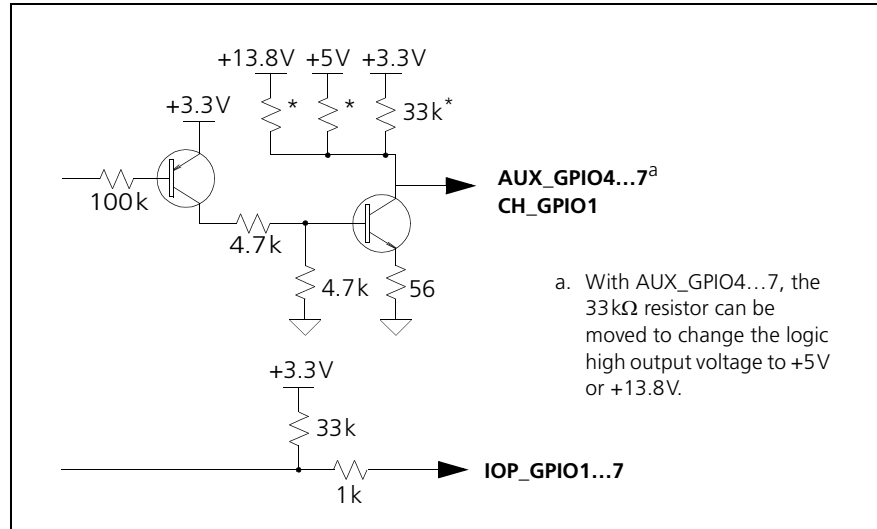 +13.8V +5V +3.3V
+3.3V
* * 33k*
AUX_GPIO4...7a
100k
CH_GPIO1
4.7k
4.7k 56
a. With AUX_GPIO4...7, the
33kΩ resistor can be
moved to change the logic
high output voltage to +5V
or +13.8V.
+3.3V
33k
IOP_GPIO1...7
1k